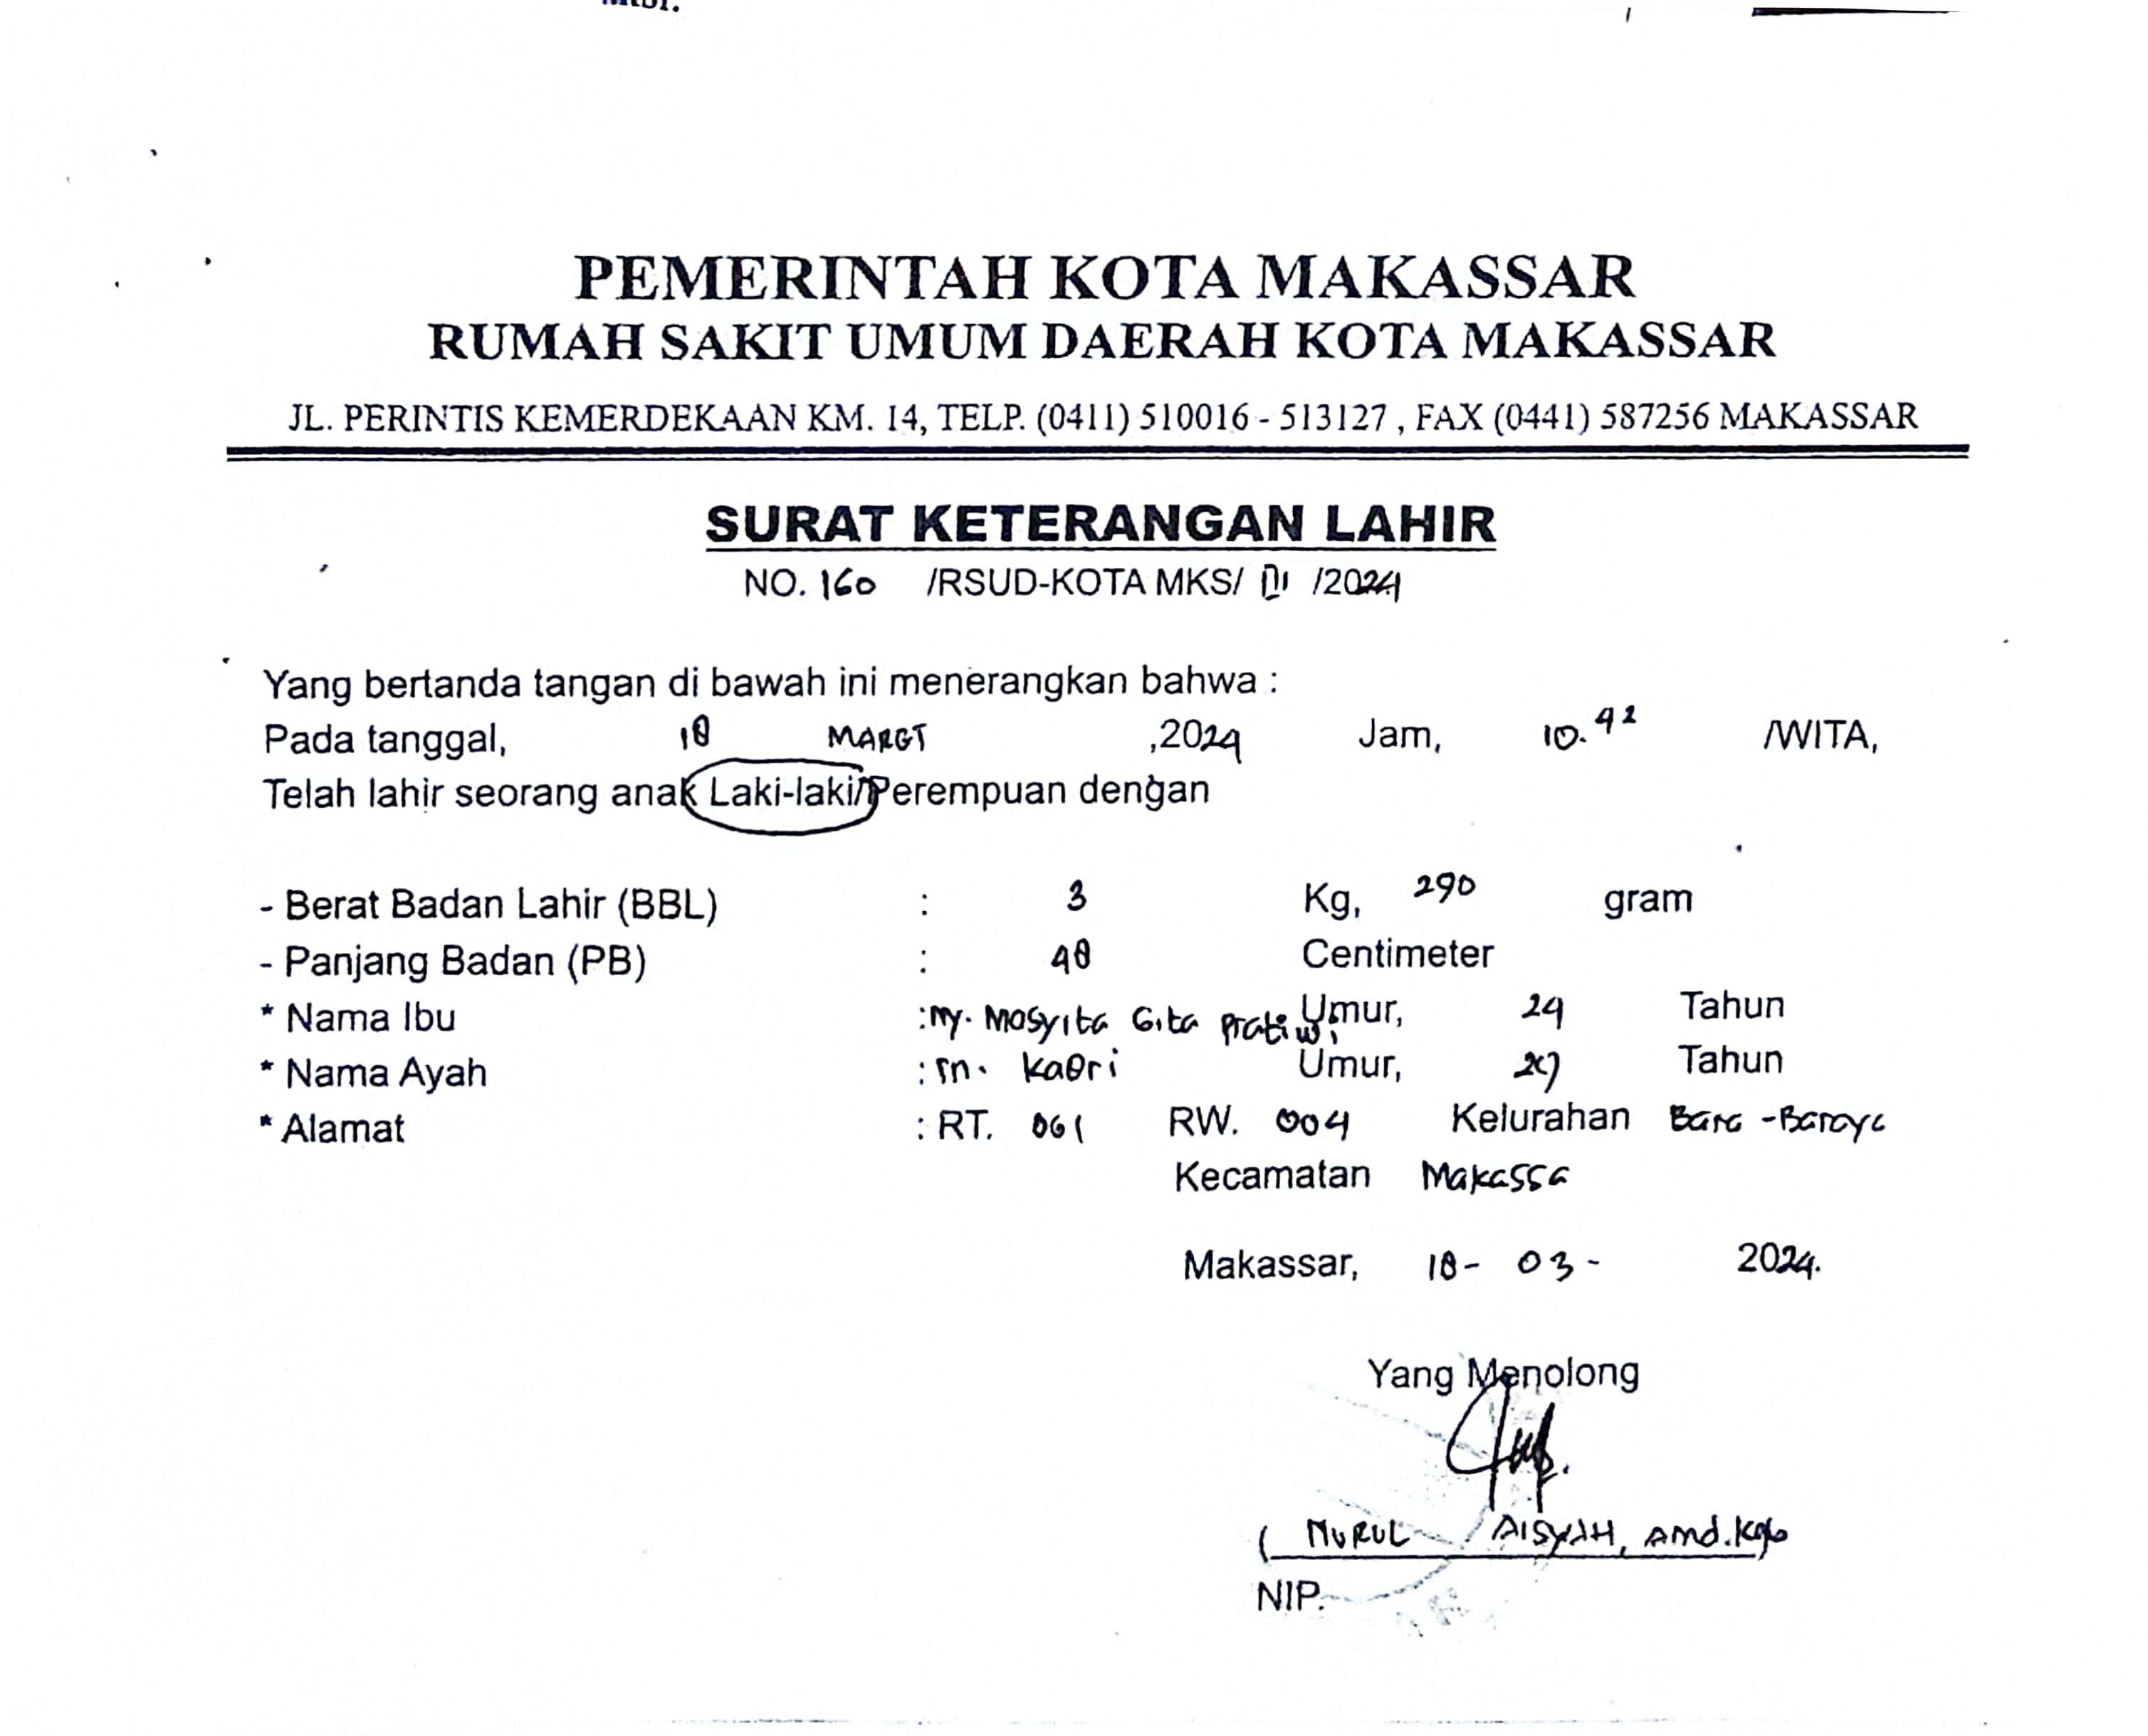 PEMERINTAH KOTA MAKASSAR
RUMAH SAKIT UMUM DAERAH KOTA MAKASSAR
JL. PERINTIS KEMERDEKAAN KM. 14, TELP. (0411) 510016 - 513127 , FAX (0441) 587256 MAKASSAR
SURAT KETERANGAN LAHIR
NO. 160 /RSUD-KOTA MKS/ III /2024
Yang bertanda tangan di bawah ini menerangkan bahwa :
Pada tanggal, 18 MARET ,2024 Jam, 10.42 /WITA,
Telah lahir seorang anak Laki-laki/Perempuan dengan
- Berat Badan Lahir (BBL) : 3 Kg, 290 gram
- Panjang Badan (PB) : 48 Centimeter
* Nama Ibu : Ny. Masyita Gita Pratiwi Umur, 24 Tahun
* Nama Ayah : Tn. Umur, 27 Tahun
* Alamat : RT. 001 RW. 004 Kelurahan Bara-Baraya
Kecamatan Makassa
Makassar, 18 - 03 - 2024.
Yang Menolong
( NURUL AISYAH, Amd.Keb
NIP.